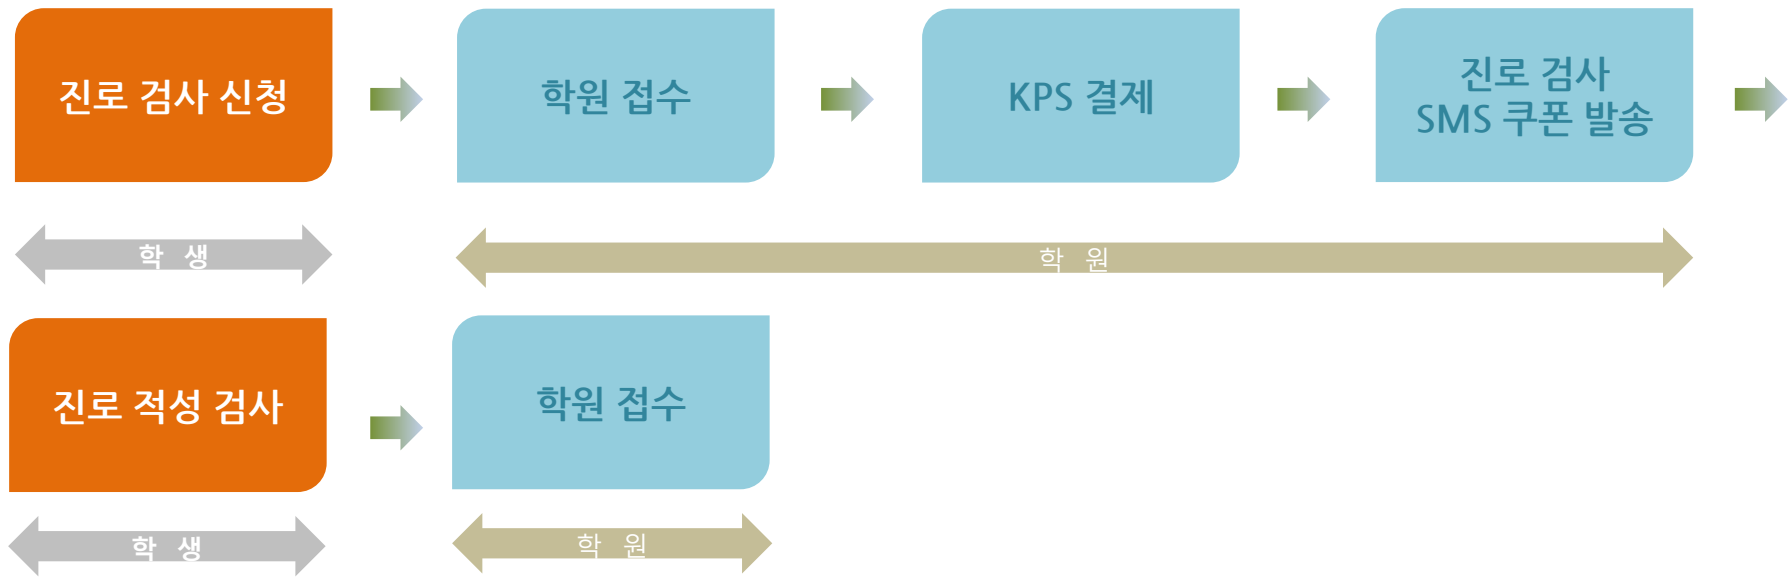 진로 검사 신청
학원 접수
KPS 결제
진로 검사
SMS 쿠폰 발송
학 생
학 원
진로 적성 검사
학원 접수
학 생
학 원